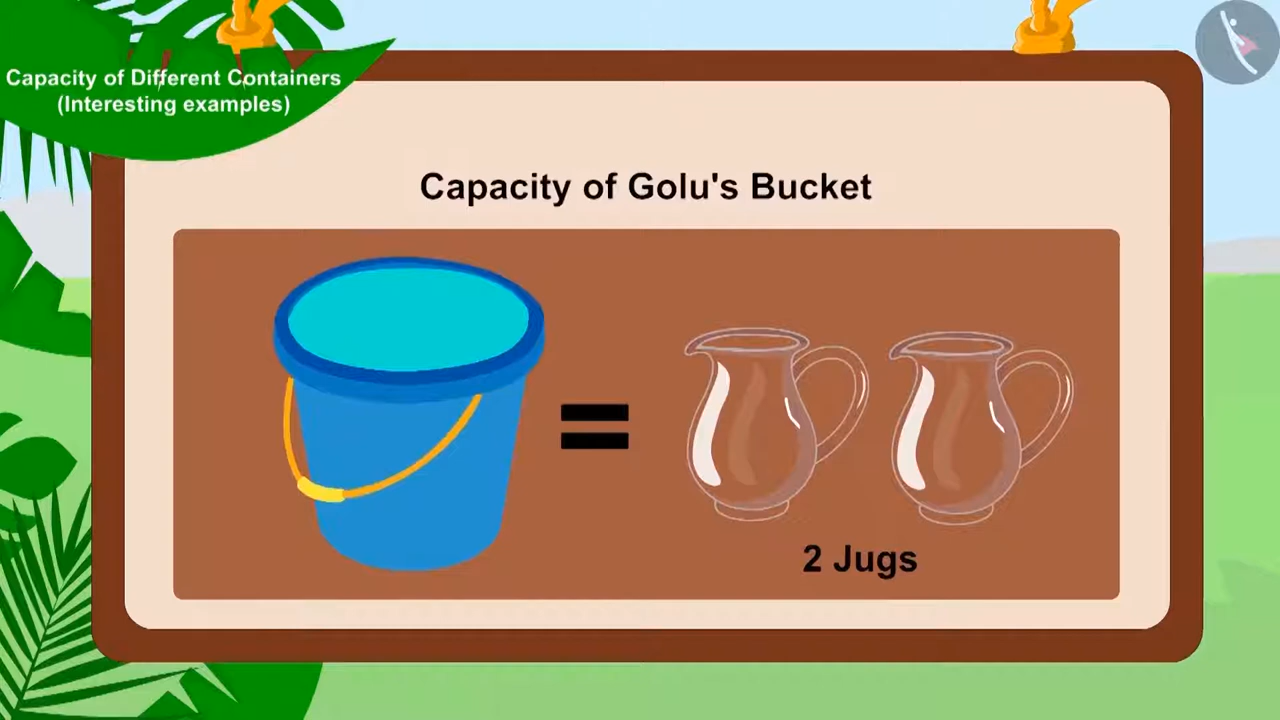 Capacity of Different Containers
(Interesting examples)
Capacity of Golu's Bucket
2 Jugs